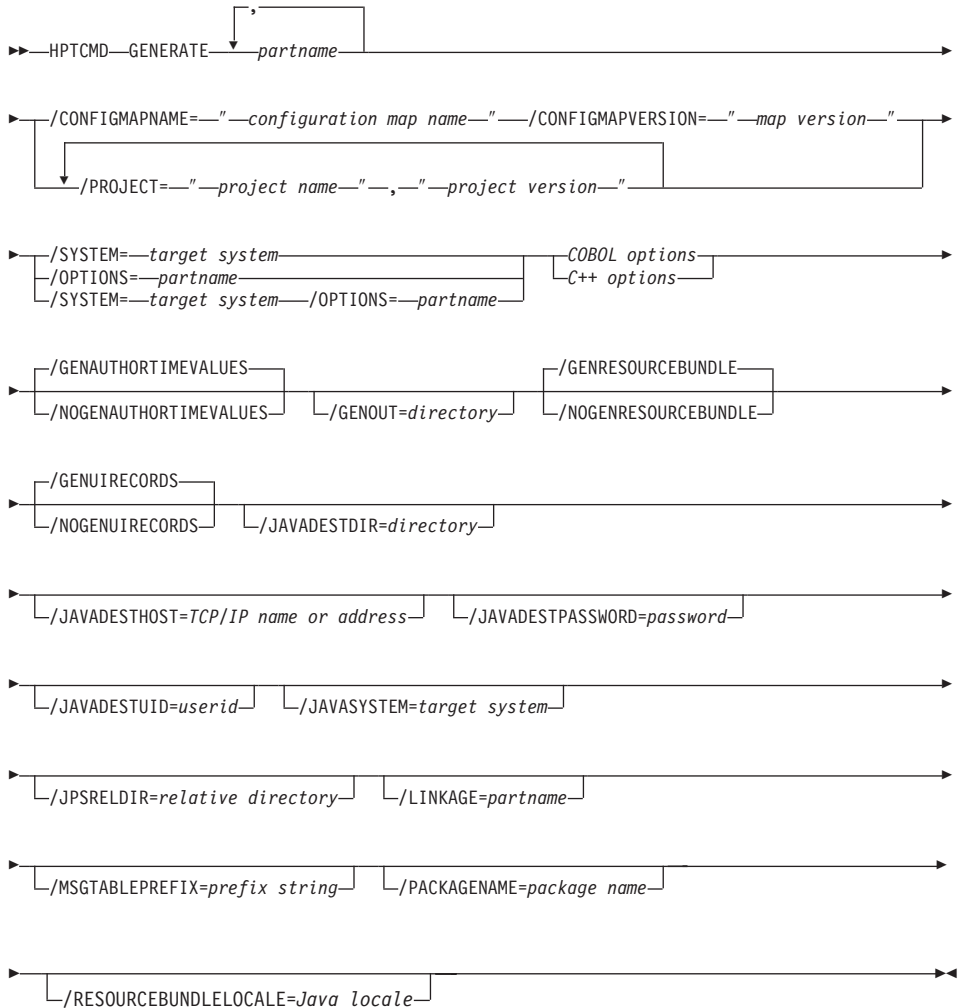 ,
HPTCMD GENERATE partname
/CONFIGMAPNAME= " configuration map name " /CONFIGMAPVERSION= " map version "
/PROJECT= " project name " , " project version "
/SYSTEM= target system COBOL options
/OPTIONS= partname C++ options
/SYSTEM= target system /OPTIONS= partname
/GENAUTHORTIMEVALUES /GENRESOURCEBUNDLE
/NOGENAUTHORTIMEVALUES /GENOUT=directory /NOGENRESOURCEBUNDLE
/GENUIRECORDS
/NOGENUIRECORDS /JAVADESTDIR=directory
/JAVADESTHOST=TCP/IP name or address /JAVADESTPASSWORD=password
/JAVADESTUID=userid /JAVASYSTEM=target system
/JPSRELDIR=relative directory /LINKAGE=partname
/MSGTABLEPREFIX=prefix string /PACKAGENAME=package name
/RESOURCEBUNDLELOCALE=Java locale